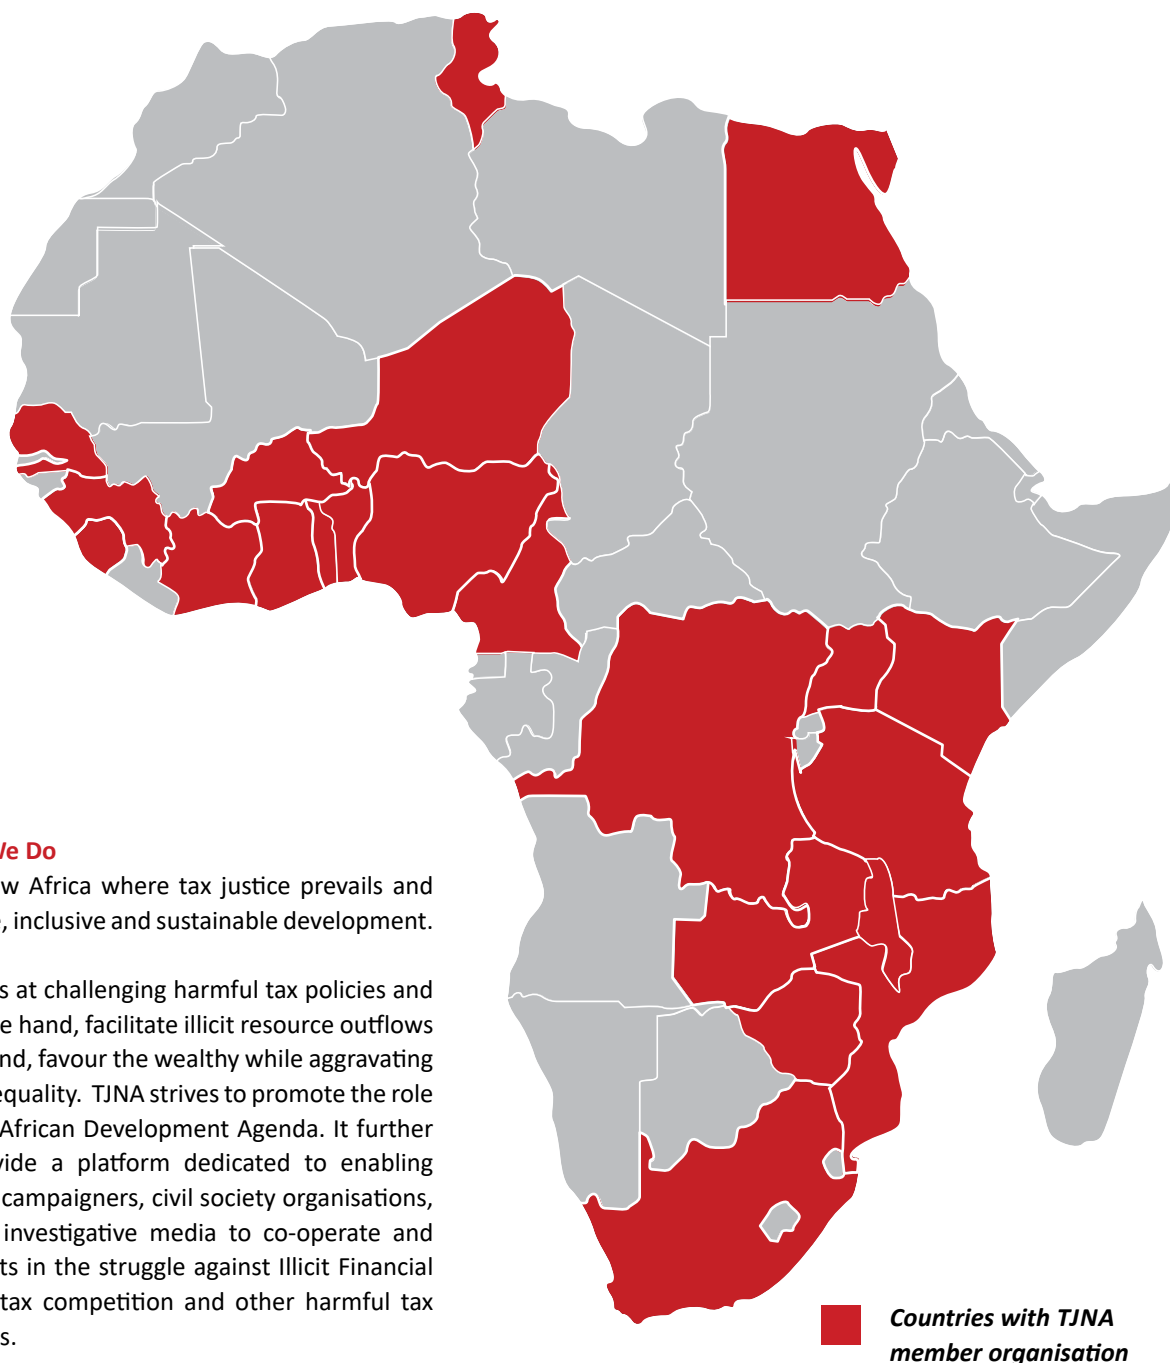 We Do
w Africa where tax justice prevails and
, inclusive and sustainable development.
s at challenging harmful tax policies and
e hand, facilitate illicit resource outflows
nd, favour the wealthy while aggravating
equality. TJNA strives to promote the role
African Development Agenda. It further
vide a platform dedicated to enabling
campaigners, civil society organisations,
investigative media to co-operate and
ts in the struggle against Illicit Financial
tax competition and other harmful tax
s.
Countries with TJNA
member organisation